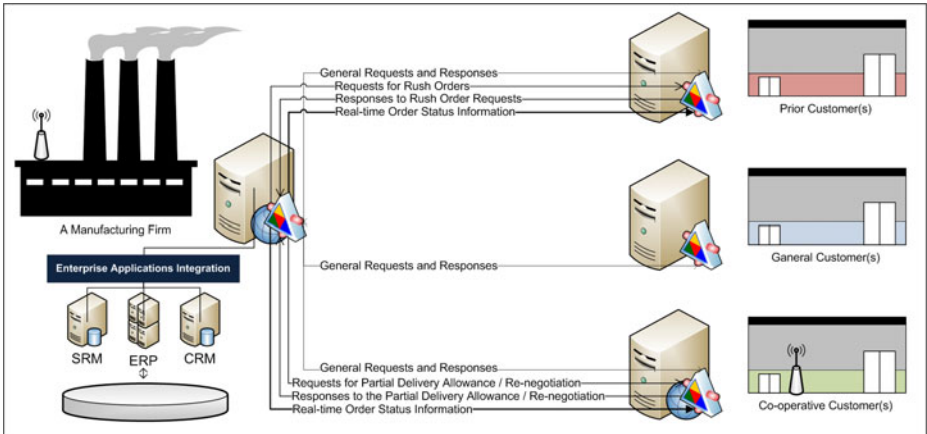 General Requests and Responses
Requests for Rush Orders
Responses to Rush Order Requests
Real-time Order Status Information
Prior Customer(s)
A Manufacturing Firm
Enterprise Applications Integration
SRM
ERP
CRM
General Requests and Responses
Ganeral Customer(s)
General Requests and Responses
Requests for Partial Delivery Allowance / Re-negotiation
Responses to the Partial Delivery Allowance / Re-negotiation
Real-time Order Status Information
Co-operative Customer(s)